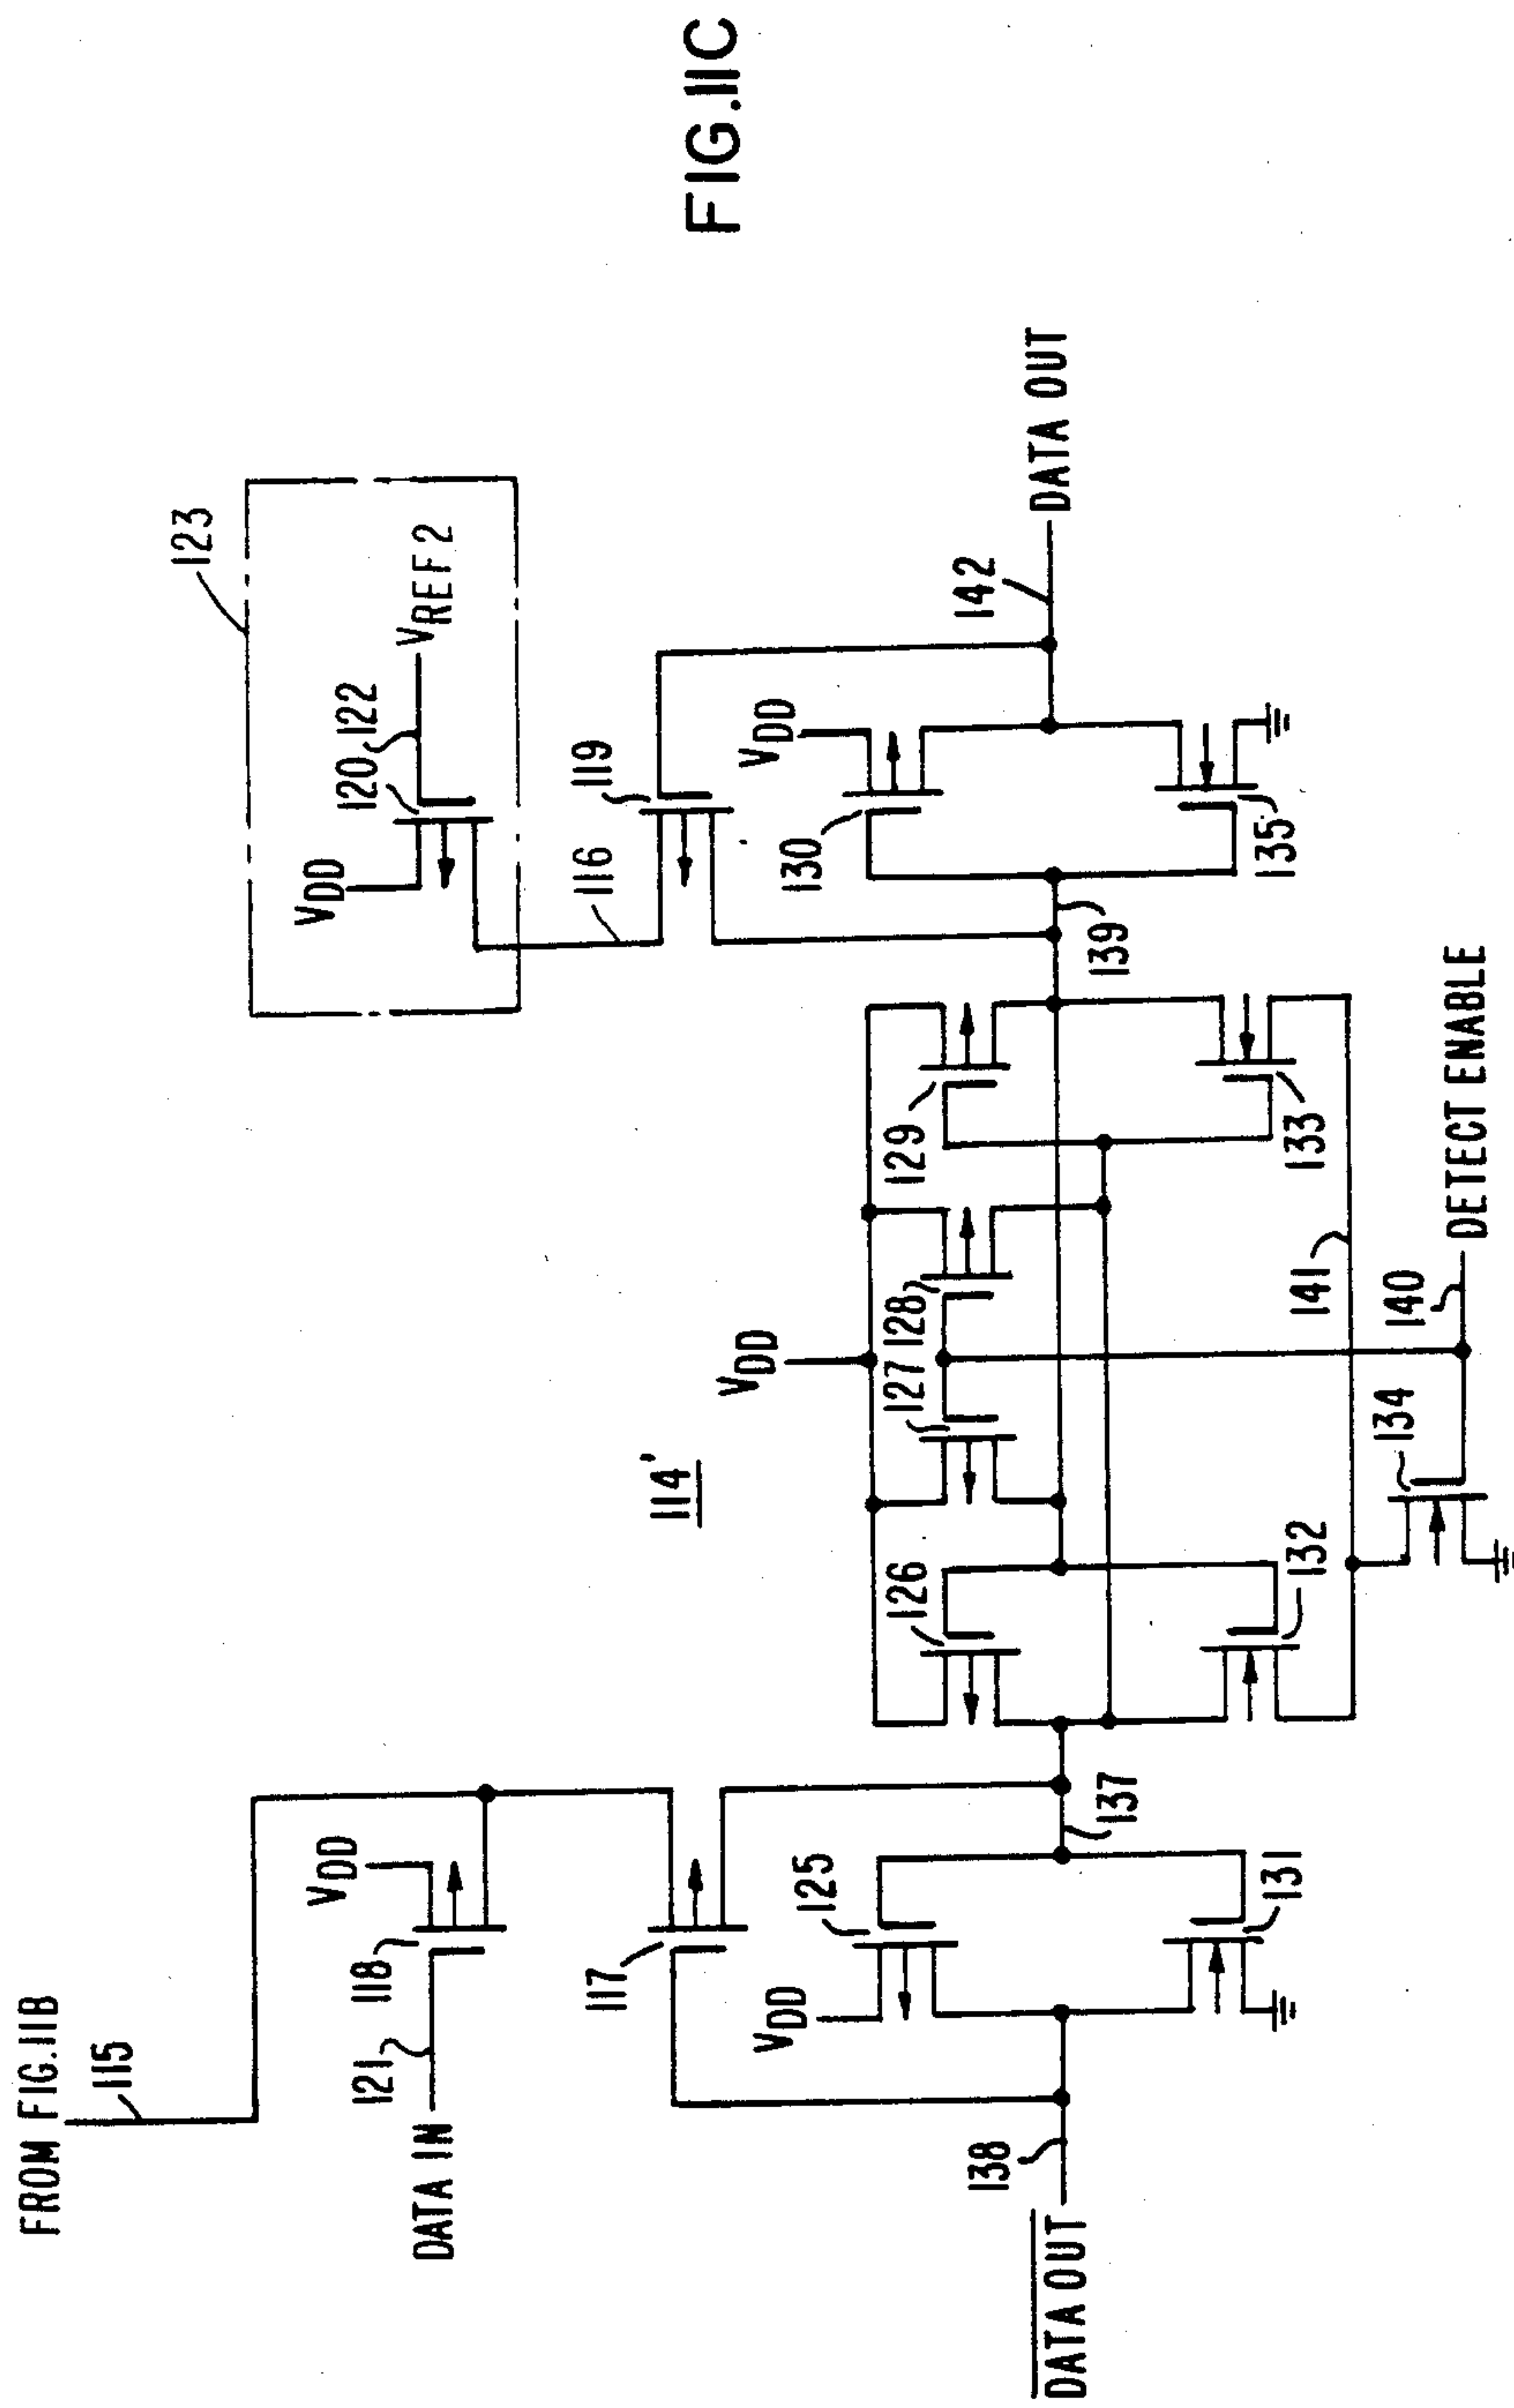 FROM FIG.11B
115
DATA IN
121
118
VDD
117
VDD
125
131
137
138
DATA OUT
114'
VDD
126
127
128
129
132
133
134
141
140
DETECT ENABLE
123
VDD
120
122
VREF2
116
119
VDD
130
135
139
142
DATA OUT
FIG.11C